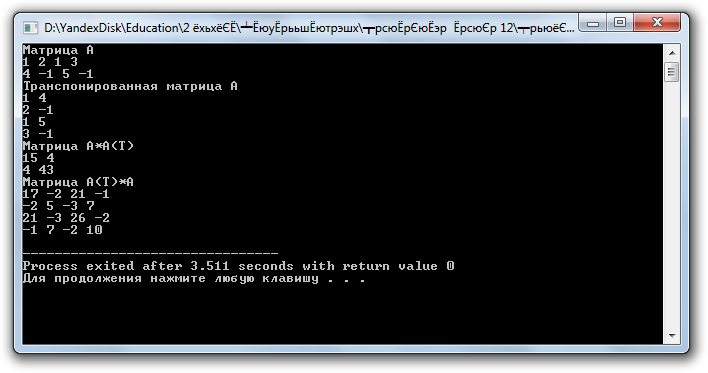 D:\YandexDisk\Education\2 ёхьхёЄЁ\┴ЁюуЁрььшЁютрэшх\┬рсюЁрЄюЁэр  ЁрсюЄр 12\┬рьюёЄ...
Матрица A
1 2 1 3
4 -1 5 -1
Транспонированная матрица A
1 4
2 -1
1 5
3 -1
Матрица A*A(T)
15 4
4 43
Матрица A(T)*A
17 -2 21 -1
-2 5 -3 7
21 -3 26 -2
-1 7 -2 10
--------------------------------
Process exited after 3.511 seconds with return value 0
Для продолжения нажмите любую клавишу . . .